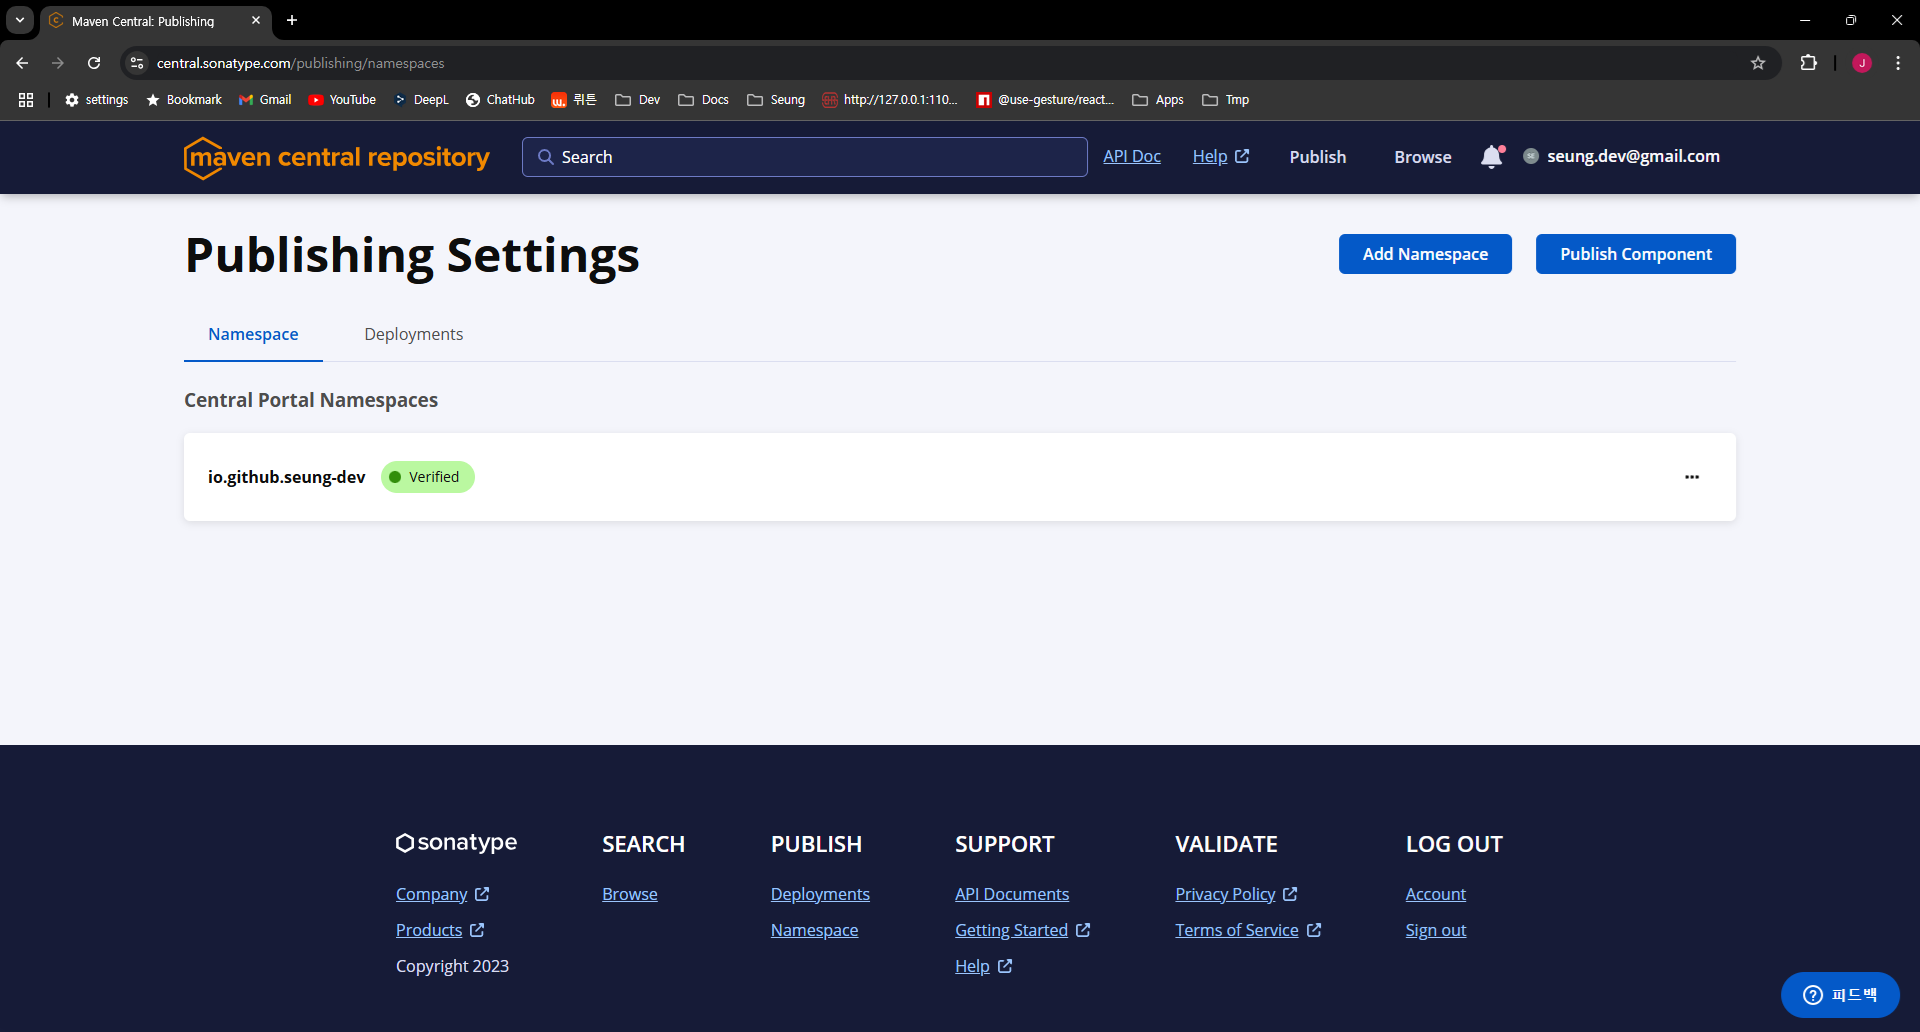 Maven Central: Publishing
central.sonatype.com/publishing/namespaces
J
settings
Bookmark
Gmail
YouTube
DeepL
ChatHub
w.
뤼튼
Dev
Docs
Seung
http://127.0.0.1:110...
@use-gesture/react...
Apps
Tmp
maven central repository
Search
API Doc
Help
Publish
Browse
SE
seung.dev@gmail.com
Publishing Settings
Add Namespace
Publish Component
Namespace
Deployments
Central Portal Namespaces
io.github.seung-dev
Verified
sonatype
SEARCH
PUBLISH
SUPPORT
VALIDATE
LOG OUT
Company
Browse
Deployments
API Documents
Privacy Policy
Account
Products
Namespace
Getting Started
Terms of Service
Sign out
Copyright 2023
Help
피드백